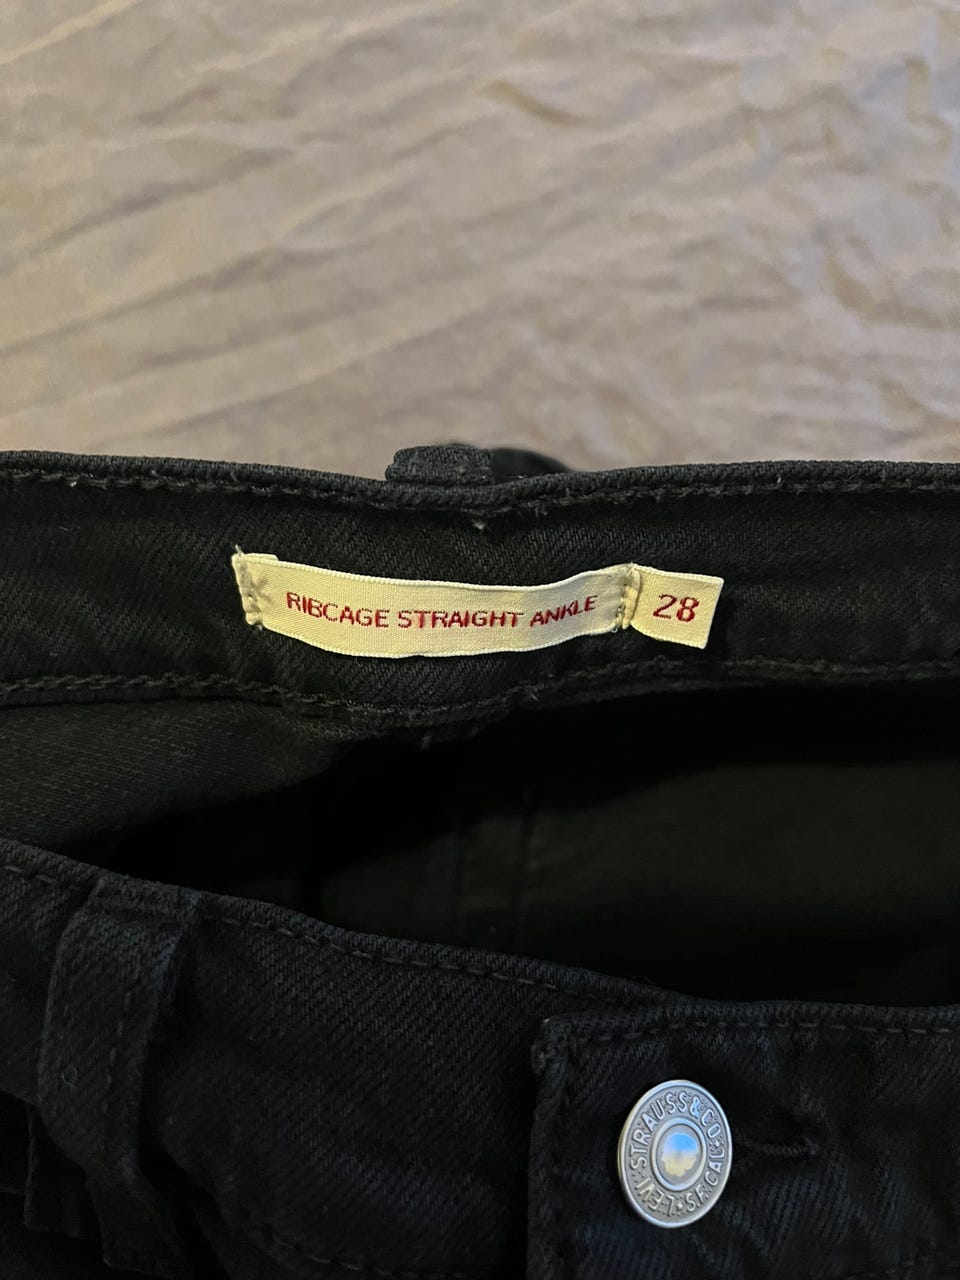 RIBCAGE STRAIGHT ANKLE 28
LEVI STRAUSS & CO. S.F. CAL